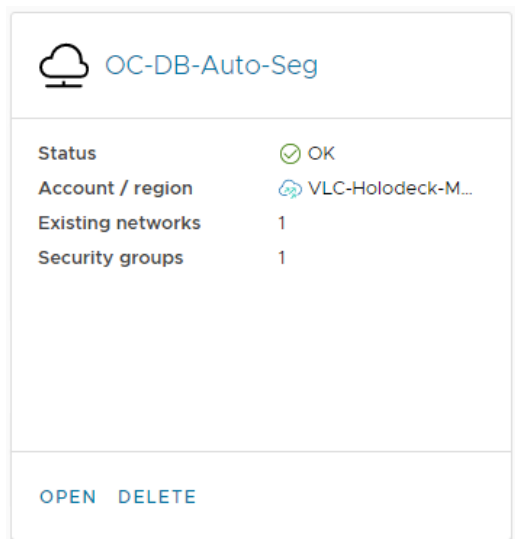 OC-DB-Auto-Seg
Status OK
Account / region VLC-Holodeck-M...
Existing networks 1
Security groups 1
OPEN DELETE